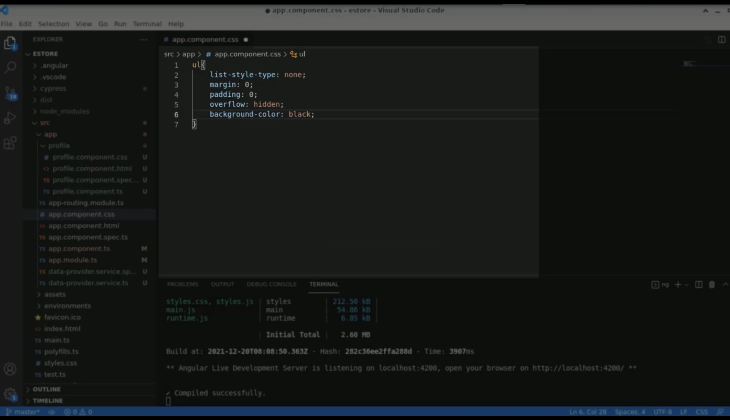 app.component.css - estore - Visual Studio Code
File Edit Selection View Go Run Terminal Help
EXPLORER
app.component.css
ESTORE
src > app > # app.component.css > ul
.angular
.vscode
cypress
dist
node_modules
src
app
profile
profile.component.css U
profile.component.html U
profile.component.spec... U
profile.component.ts U
app-routing.module.ts
app.component.css
app.component.html
app.component.spec.ts
app.component.ts M
app.module.ts M
data-provider.service.sp... U
data-provider.service.ts U
assets
environments
favicon.ico
index.html
main.ts
polyfills.ts
styles.css
test.ts
OUTLINE
TIMELINE
1 ul{
2 list-style-type: none;
3 margin: 0;
4 padding: 0;
5 overflow: hidden;
6 background-color: black;
7 }
PROBLEMS OUTPUT DEBUG CONSOLE TERMINAL
ng
styles.css, styles.js | styles | 212.50 kB |
main.js | main | 54.86 kB |
runtime.js | runtime | 6.85 kB |
| Initial Total | 2.60 MB
Build at: 2021-12-20T08:08:50.363Z - Hash: 282c36ee2ffa288d - Time: 3907ms
** Angular Live Development Server is listening on localhost:4200, open your browser on http://localhost:4200/ **
✓ Compiled successfully.
master* 0 0
Ln 6, Col 28 Spaces: 4 UTF-8 LF CSS